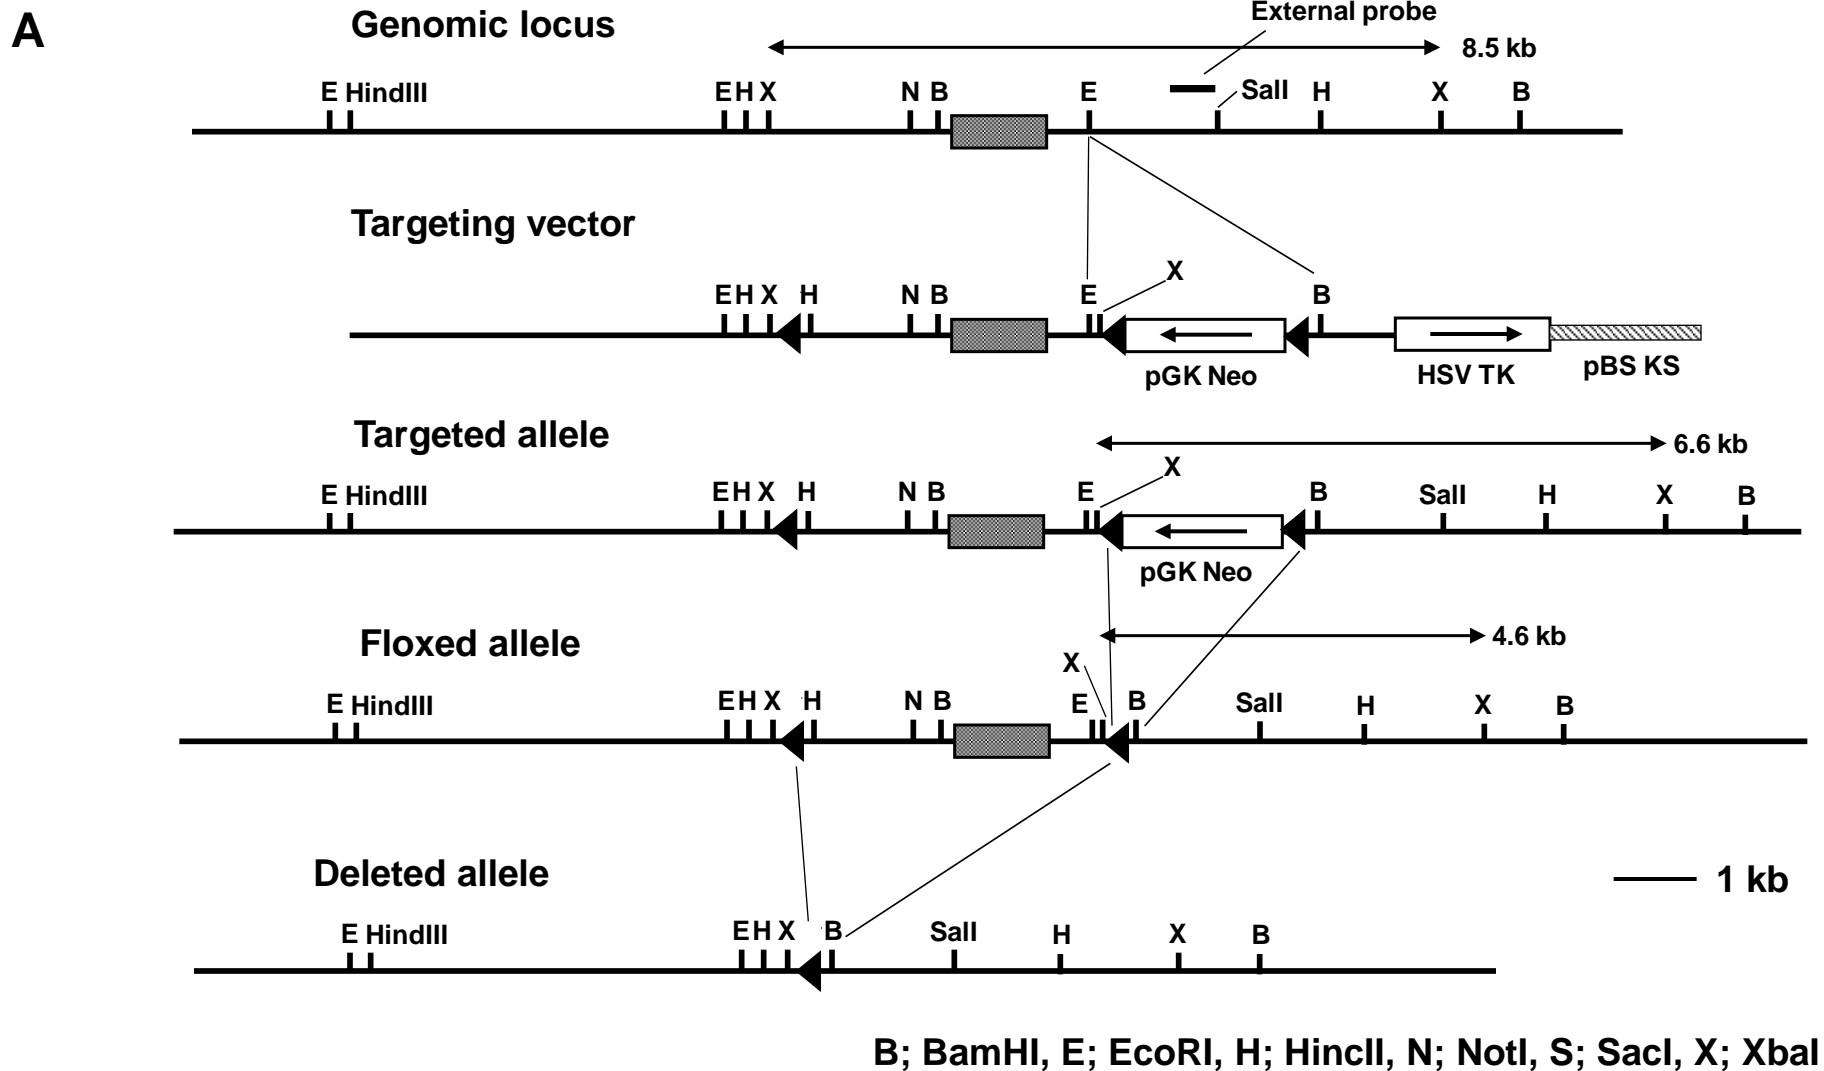 A
Genomic locus
External probe
8.5 kb
E HindIII E H X N B E SalI H X B
Targeting vector
X
E H X H N B E B
pGK Neo HSV TK pBS KS
Targeted allele
6.6 kb
X
E HindIII E H X H N B E B SalI H X B
pGK Neo
Floxed allele
4.6 kb
X
E HindIII E H X H N B E B SalI H X B
Deleted allele
1 kb
E HindIII E H X B SalI H X B
B; BamHI, E; EcoRI, H; HincII, N; NotI, S; SacI, X; XbaI